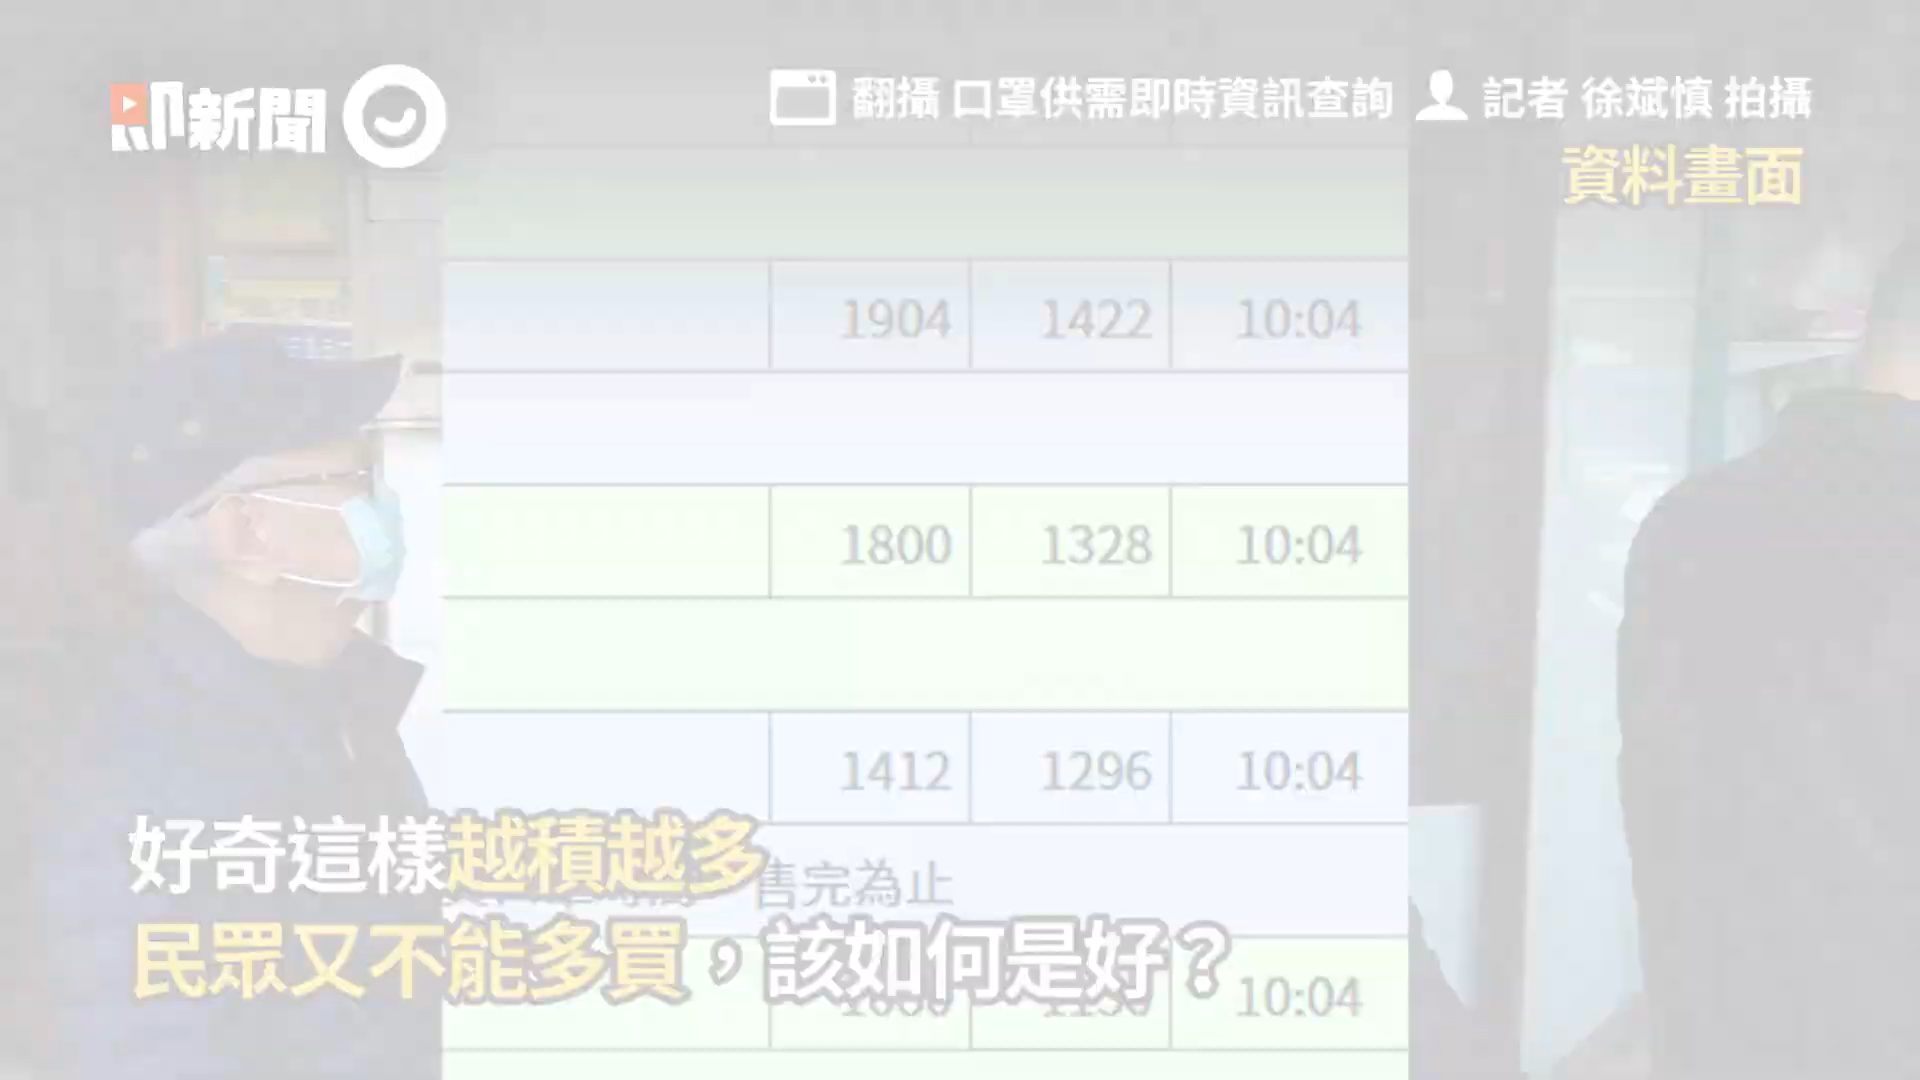 即新聞
翻攝 口罩供需即時資訊查詢 記者 徐斌慎 拍攝
資料畫面
1904 1422 10:04
1800 1328 10:04
1412 1296 10:04
售完為止
好奇這樣越積越多
民眾又不能多買，該如何是好？
10:04